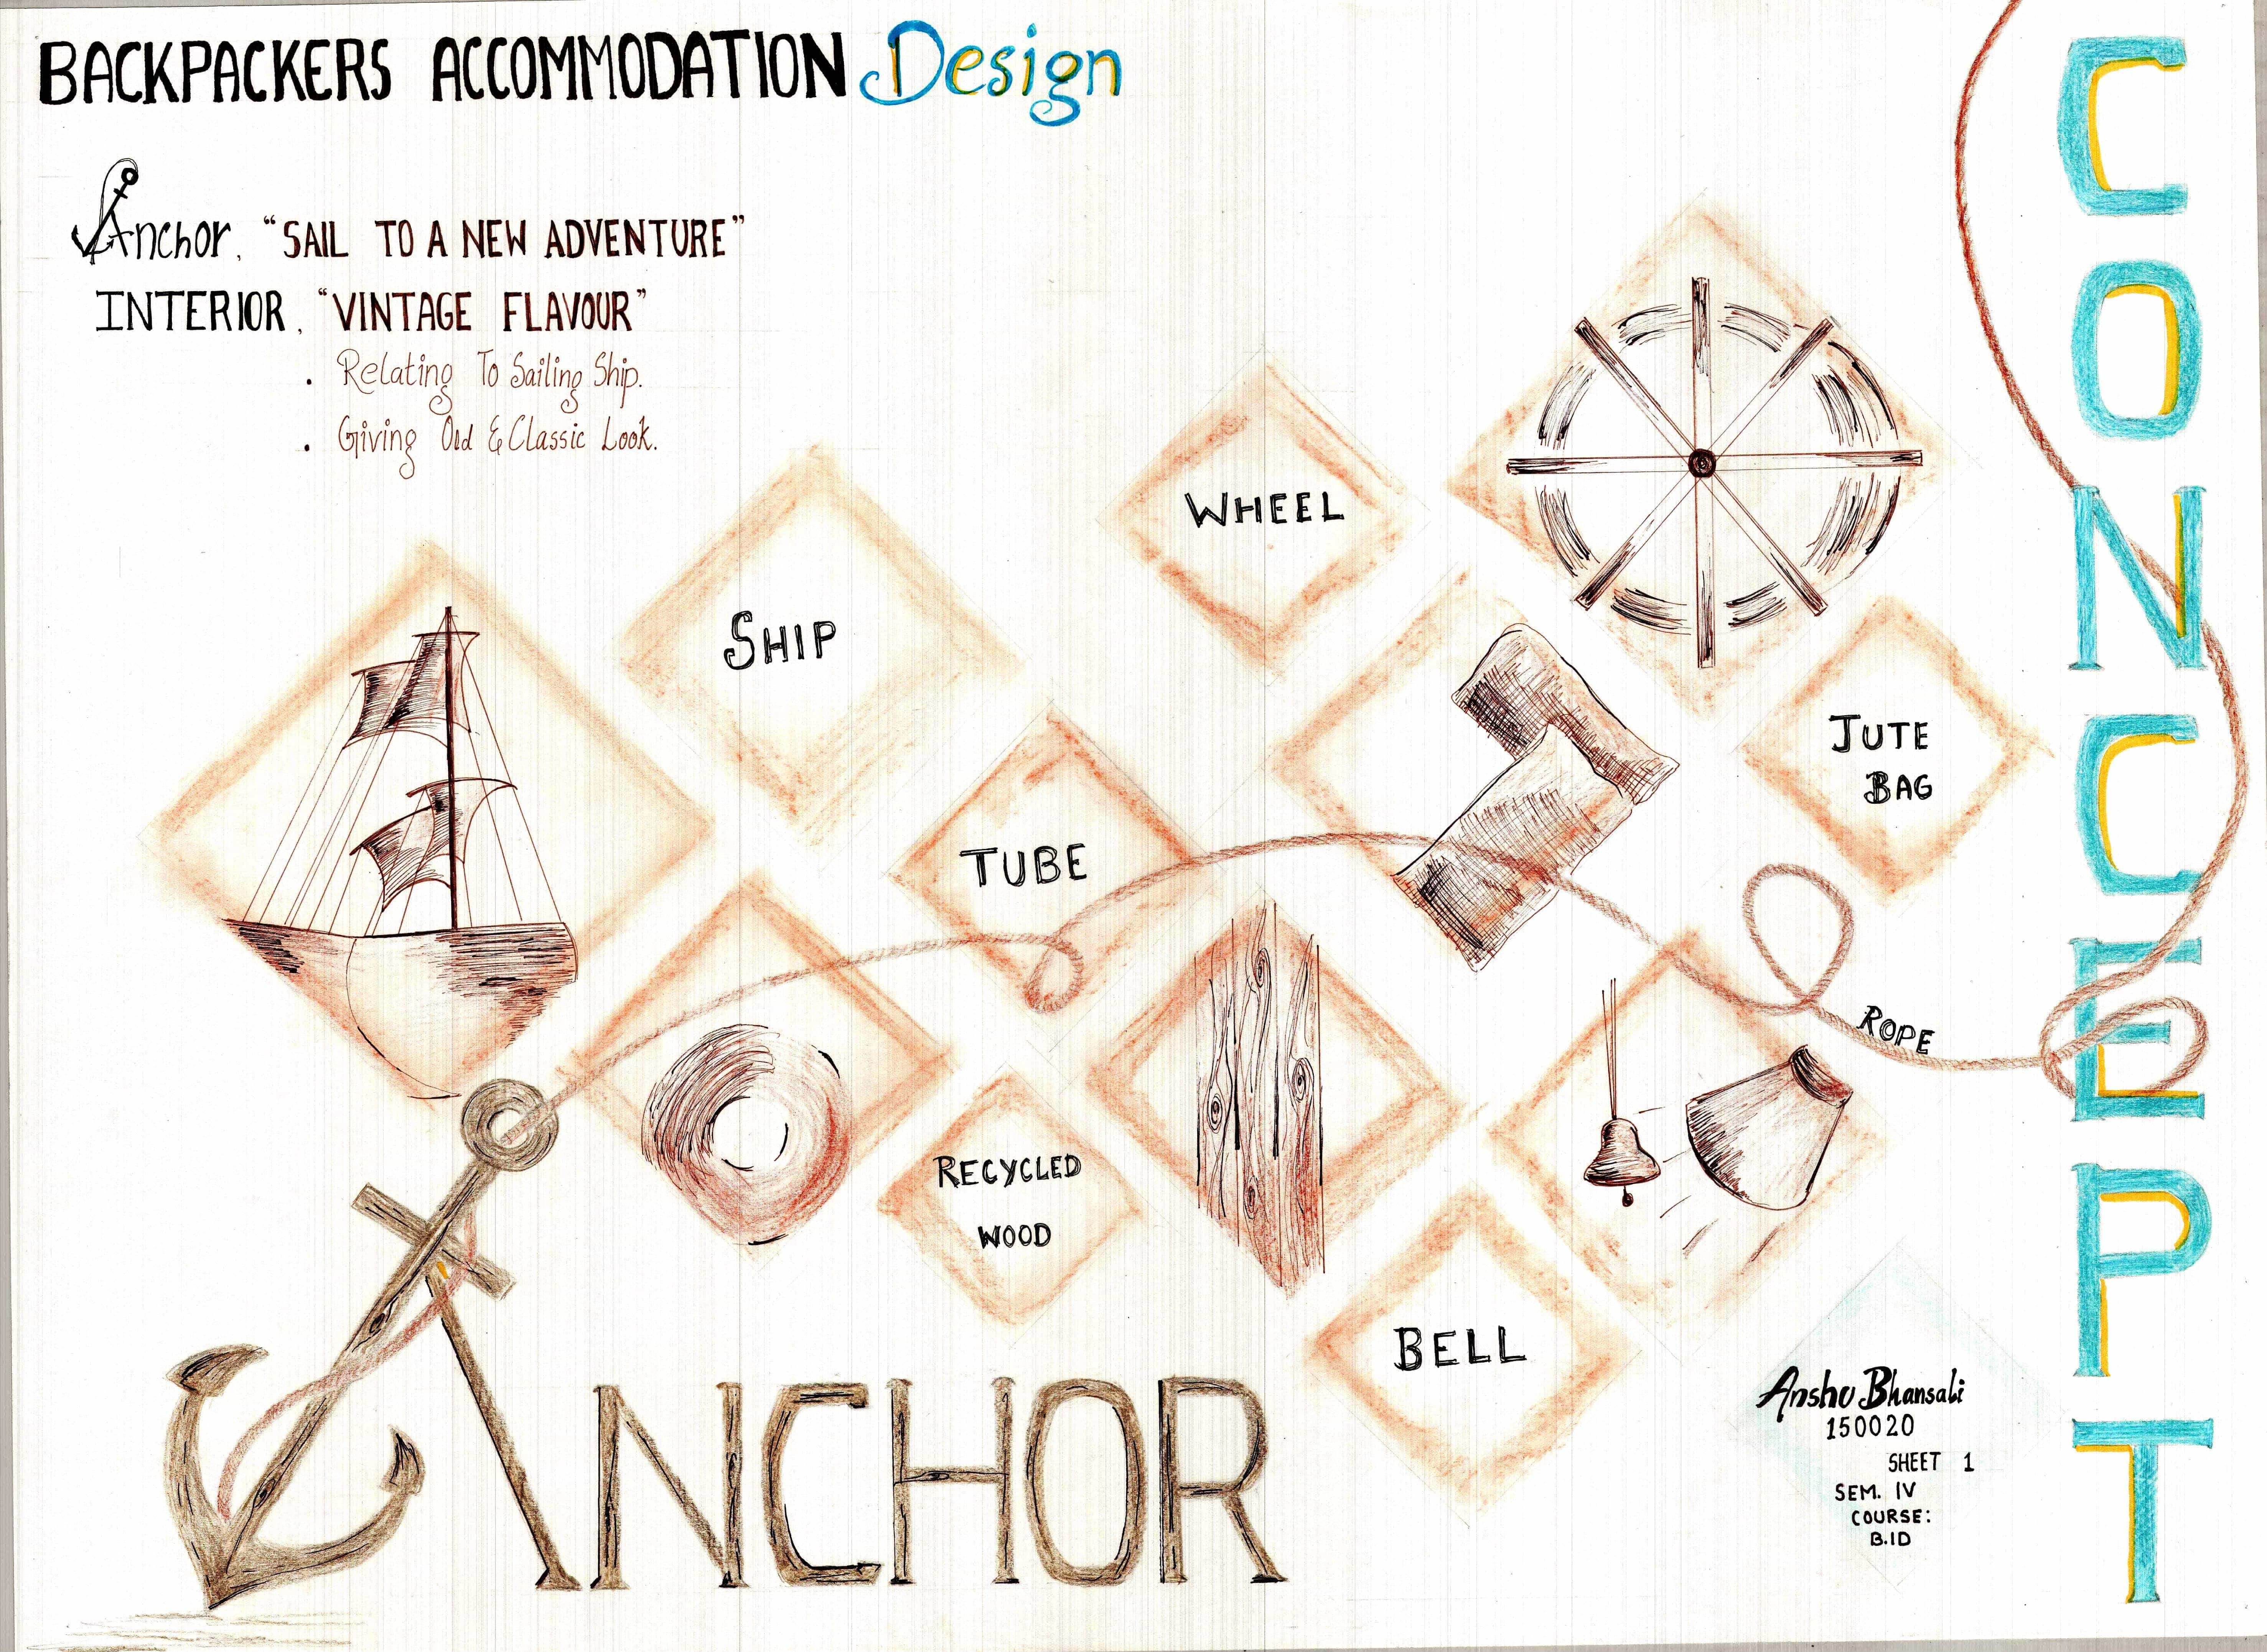 BACKPACKERS ACCOMMODATION Design
Anchor, "SAIL TO A NEW ADVENTURE"
INTERIOR, "VINTAGE FLAVOUR"
. Relating To Sailing Ship.
. Giving Old & Classic Look.
CONCEPT
WHEEL
SHIP
JUTE
BAG
TUBE
ROPE
RECYCLED
WOOD
BELL
ANCHOR
Anshu Bhansali
150020
SHEET 1
SEM. IV
COURSE:
B.ID